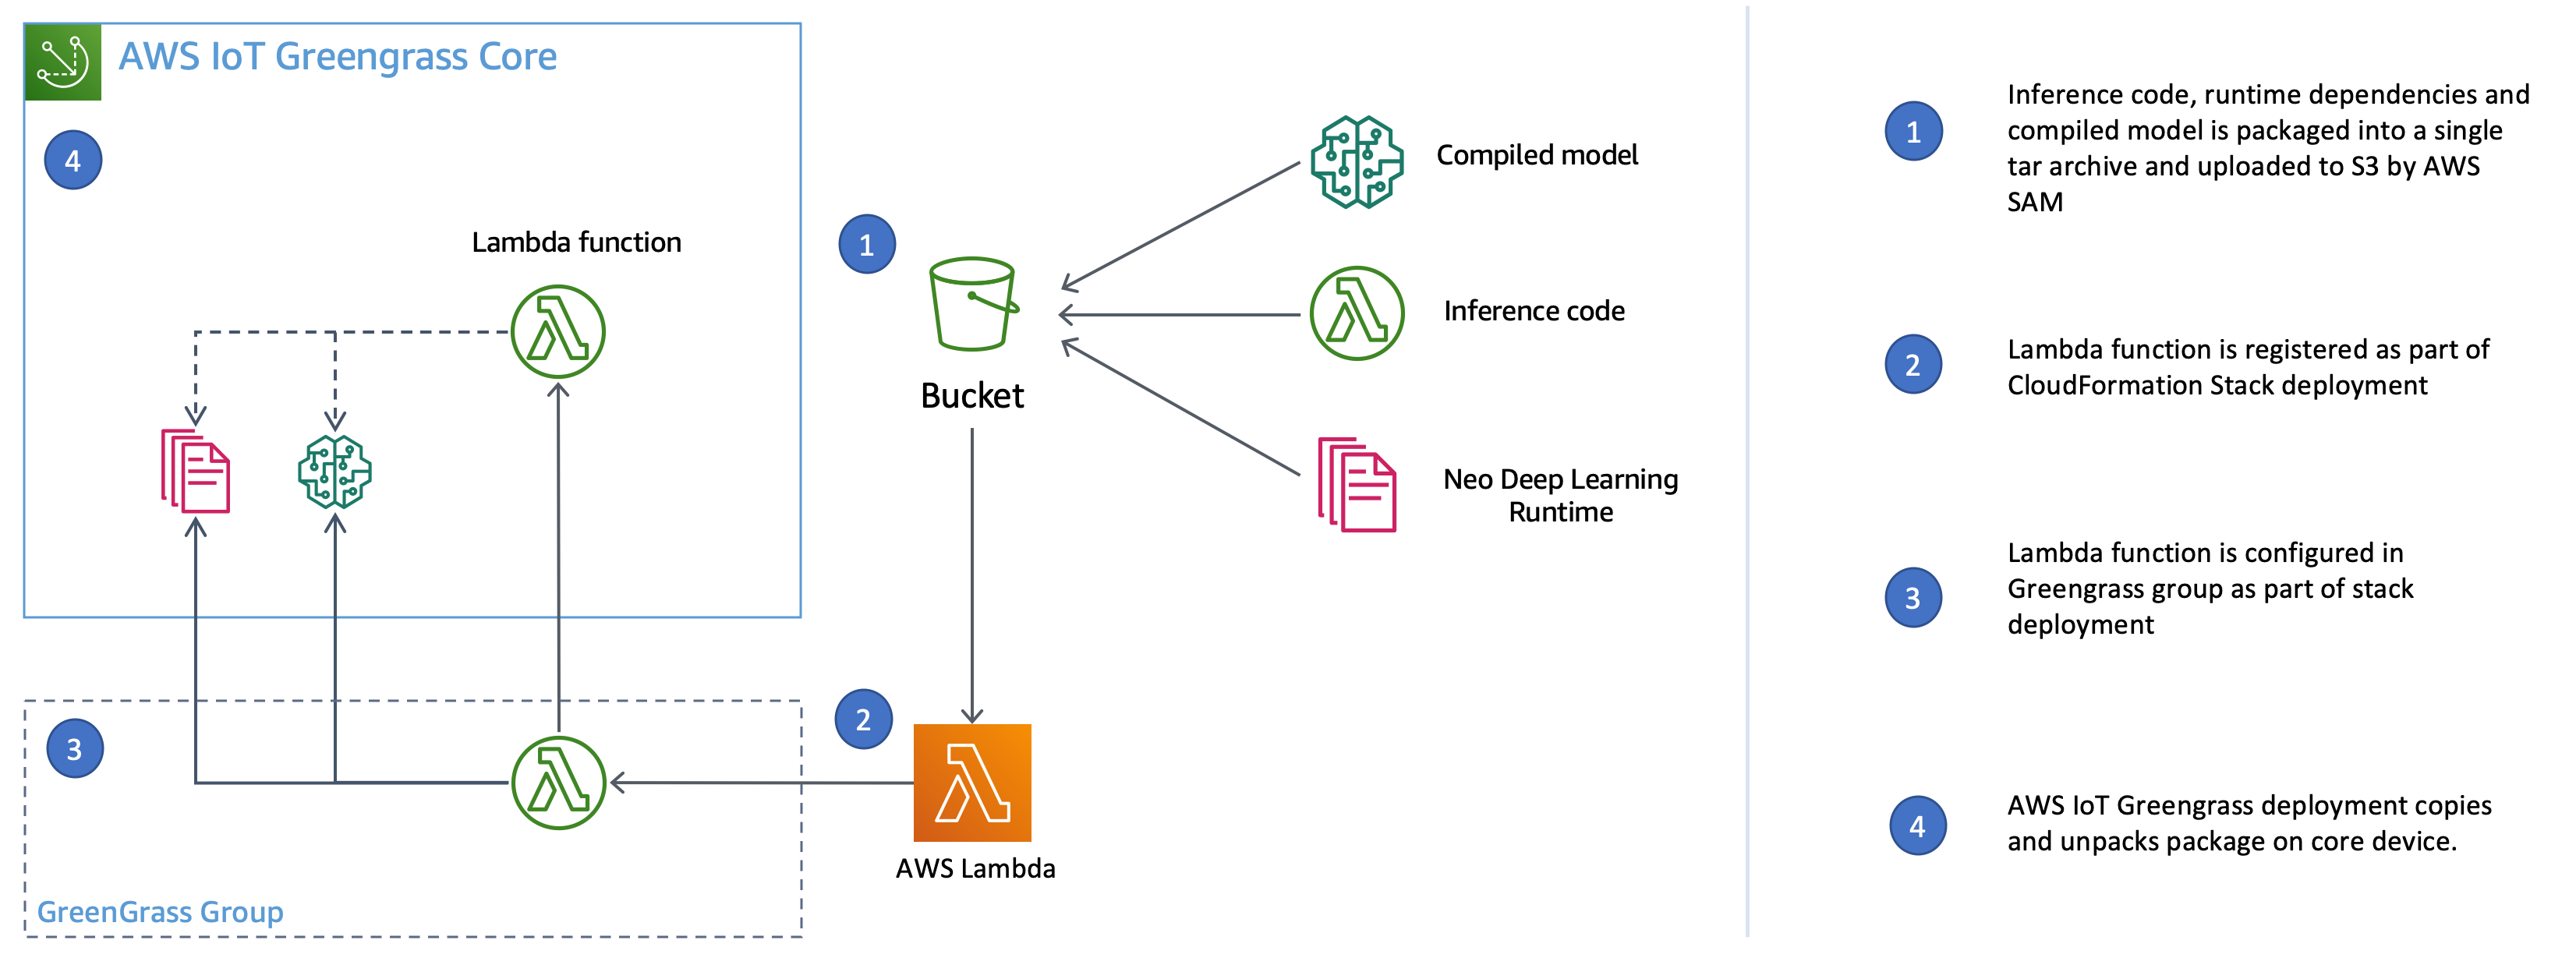 AWS IoT Greengrass Core
4
Lambda function
1
Bucket
Compiled model
Inference code
Neo Deep Learning
Runtime
2
AWS Lambda
3
GreenGrass Group
1
Inference code, runtime dependencies and
compiled model is packaged into a single
tar archive and uploaded to S3 by AWS
SAM
2
Lambda function is registered as part of
CloudFormation Stack deployment
3
Lambda function is configured in
Greengrass group as part of stack
deployment
4
AWS IoT Greengrass deployment copies
and unpacks package on core device.